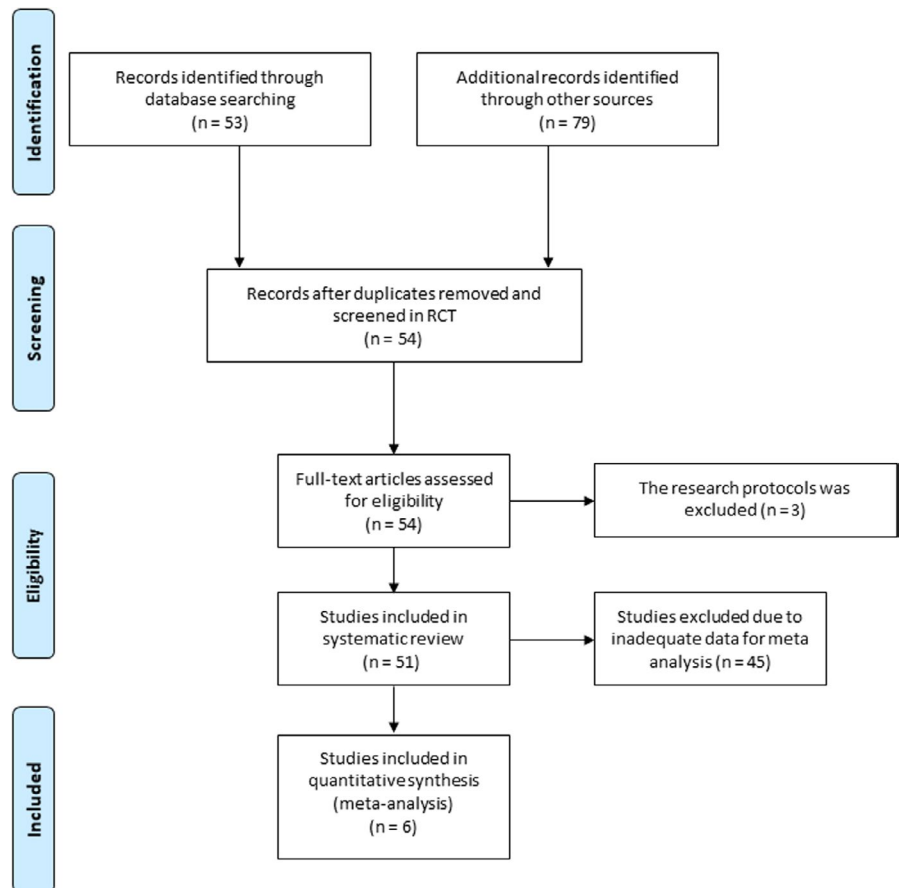 Identification
Records identified through
database searching
(n = 53)
Additional records identified
through other sources
(n = 79)
Screening
Records after duplicates removed and
screened in RCT
(n = 54)
Eligibility
Full-text articles assessed
for eligibility
(n = 54)
The research protocols was
excluded (n = 3)
Studies included in
systematic review
(n = 51)
Studies excluded due to
inadequate data for meta
analysis (n = 45)
Included
Studies included in
quantitative synthesis
(meta-analysis)
(n = 6)